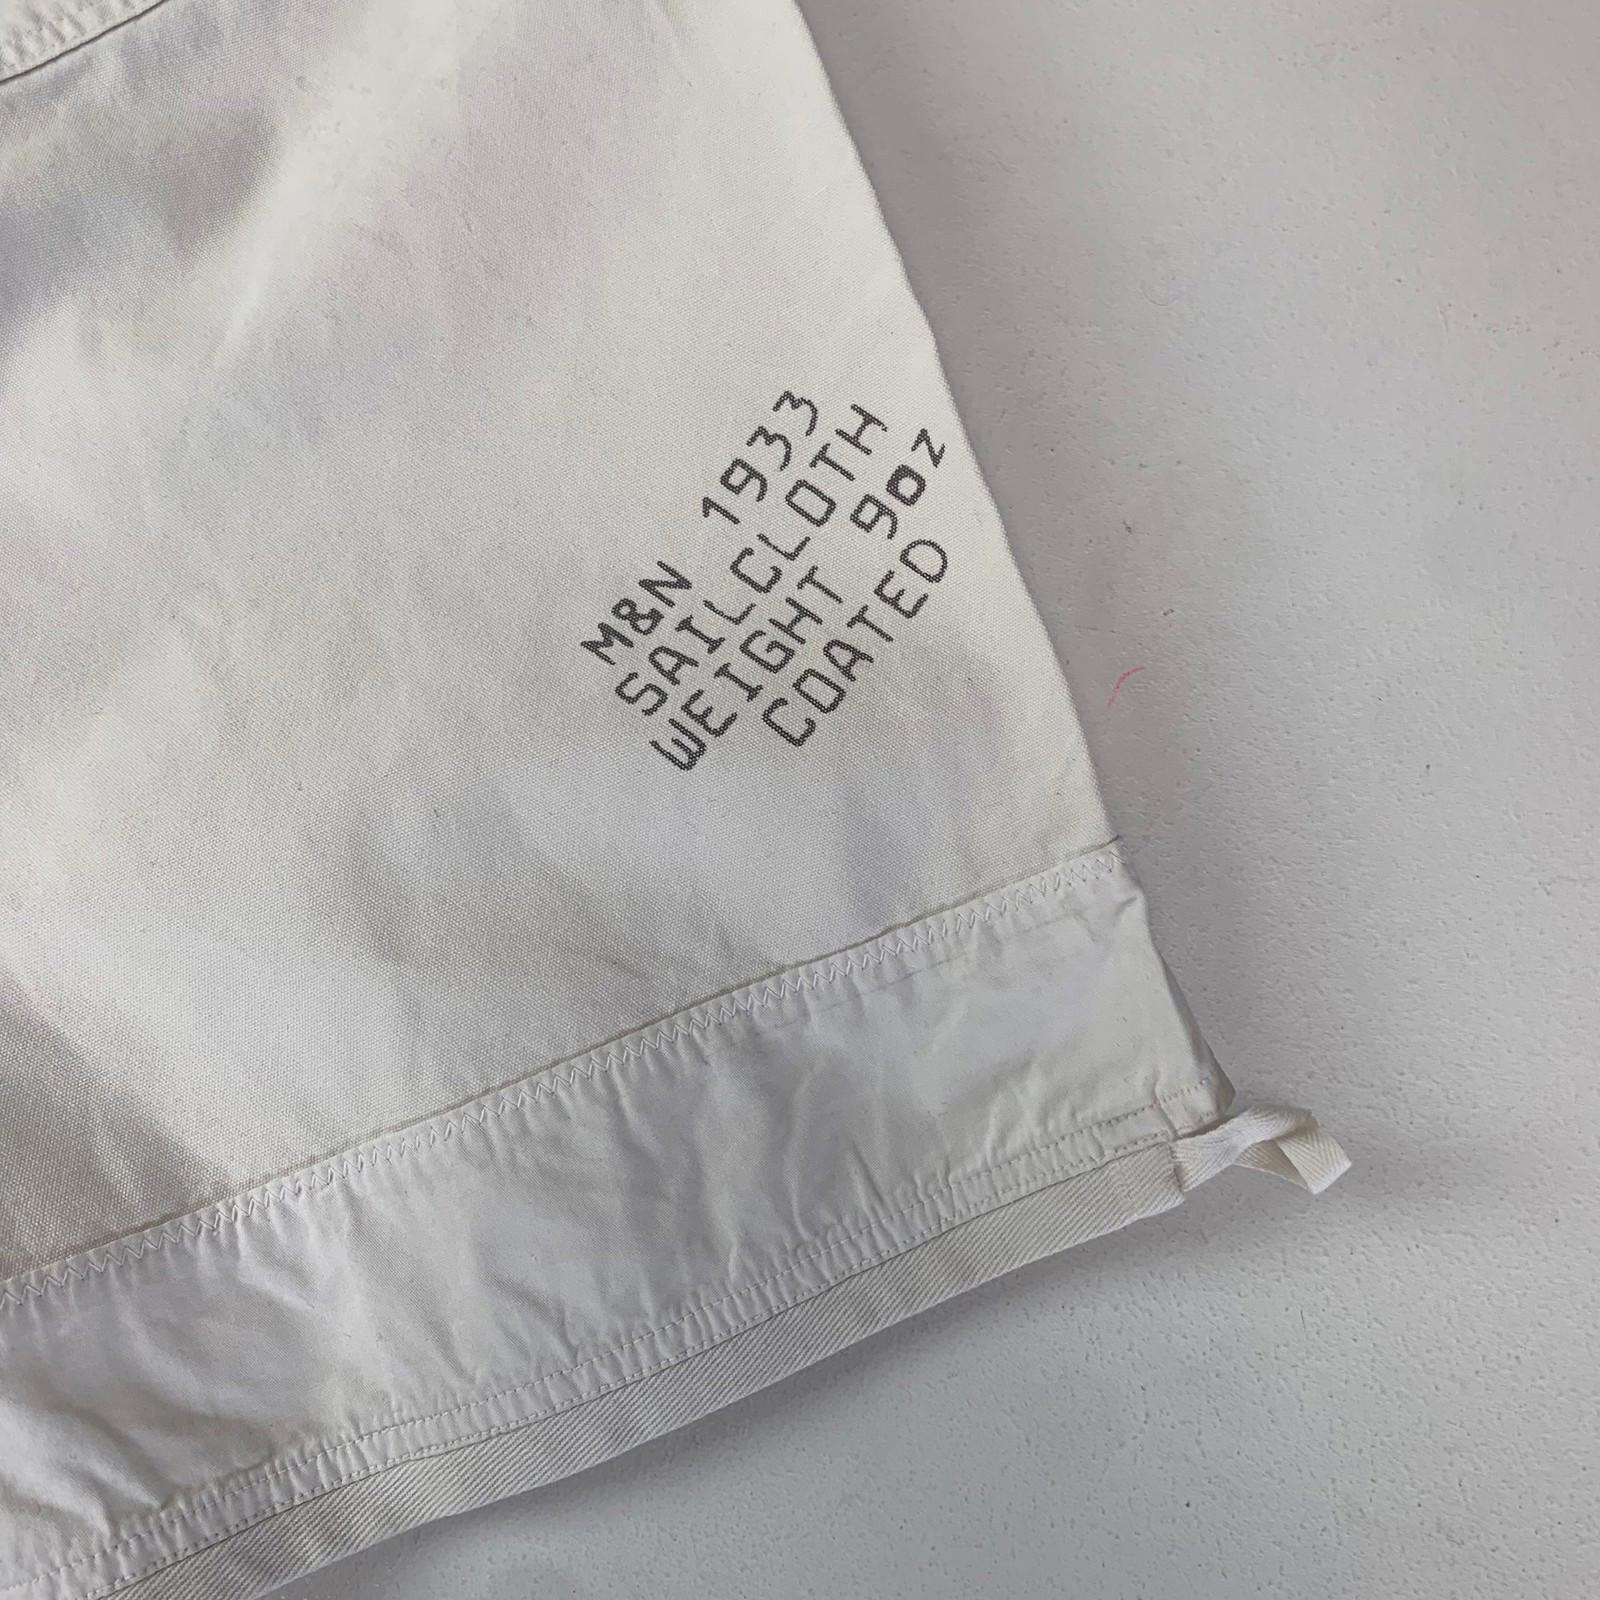 M&N 1933
SAILCLOTH
WEIGHT 9oz
COATED